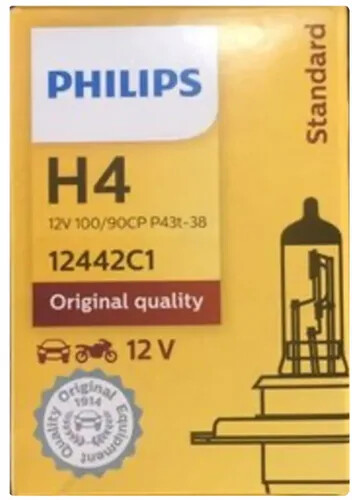 PHILIPS
Standard
H4
12V 100/90CP P43t-38
12442C1
Original quality
12 V
Original
1914
Quality Equipment